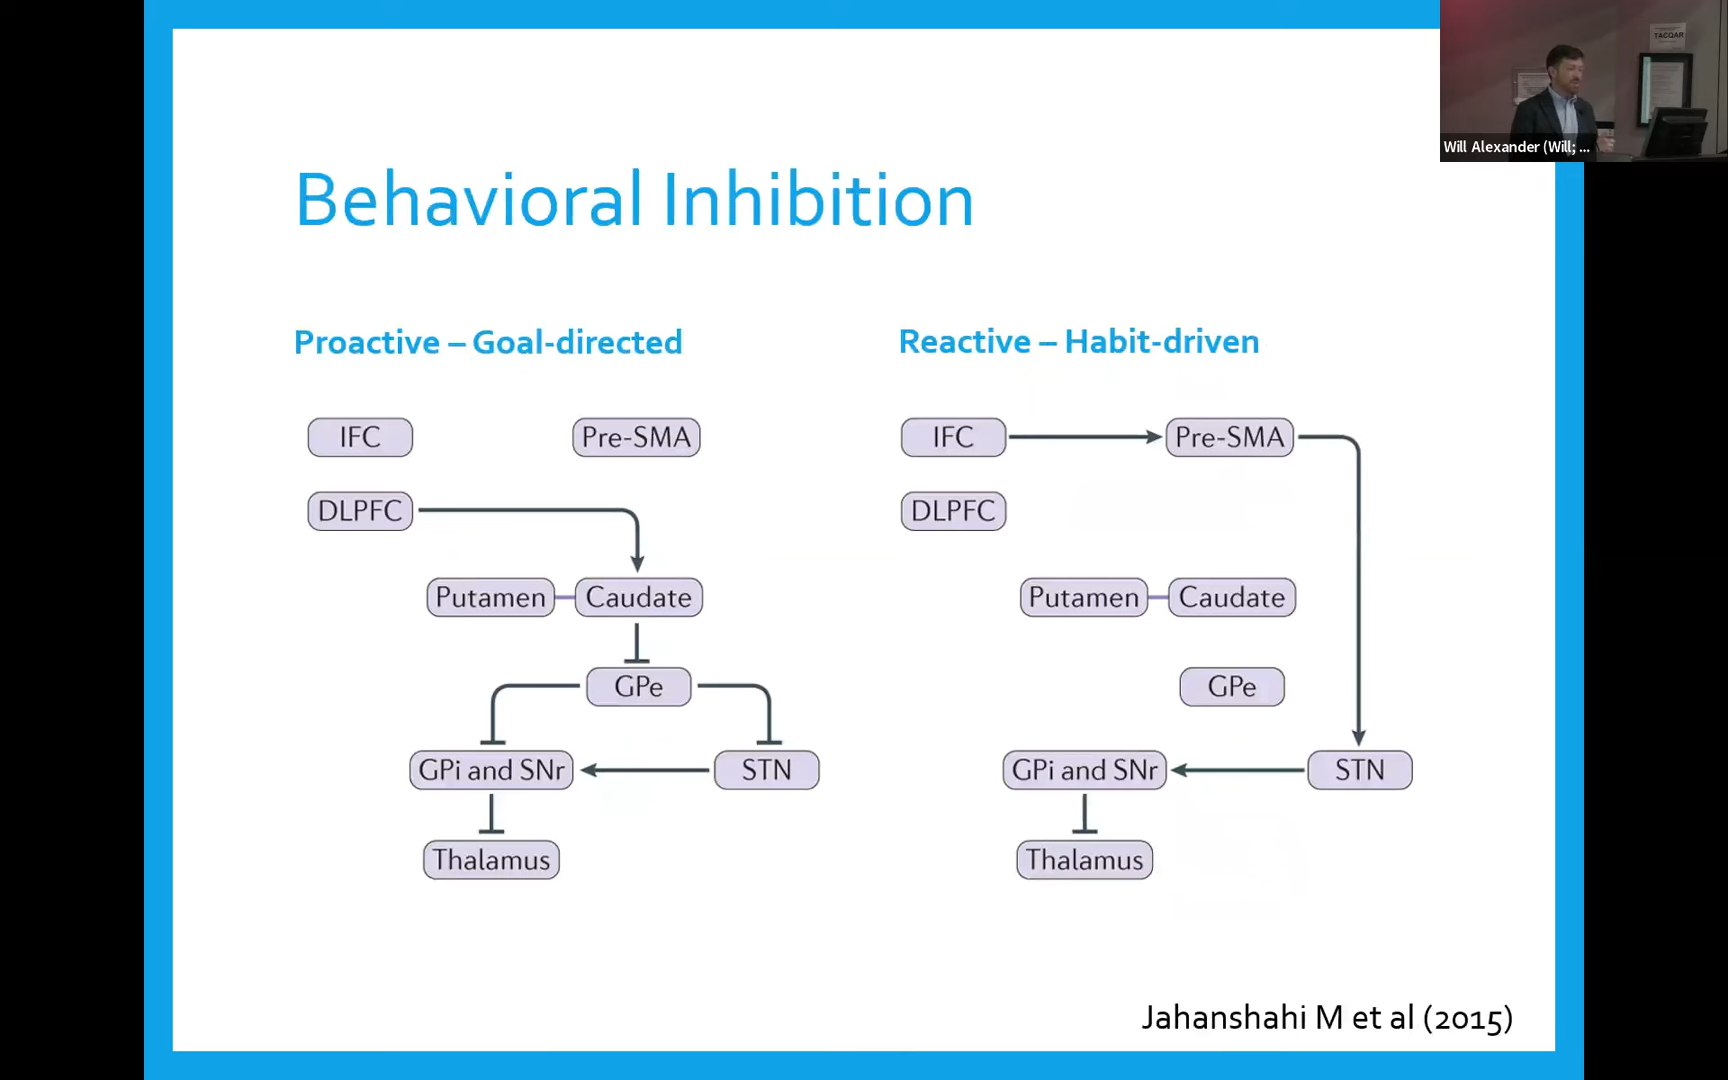 TACQAR
Will Alexander (Will; ...
Behavioral Inhibition
Proactive – Goal-directed
IFC
Pre-SMA
DLPFC
Putamen
Caudate
GPe
GPi and SNr
STN
Thalamus
Reactive – Habit-driven
IFC
Pre-SMA
DLPFC
Putamen
Caudate
GPe
GPi and SNr
STN
Thalamus
Jahanshahi M et al (2015)